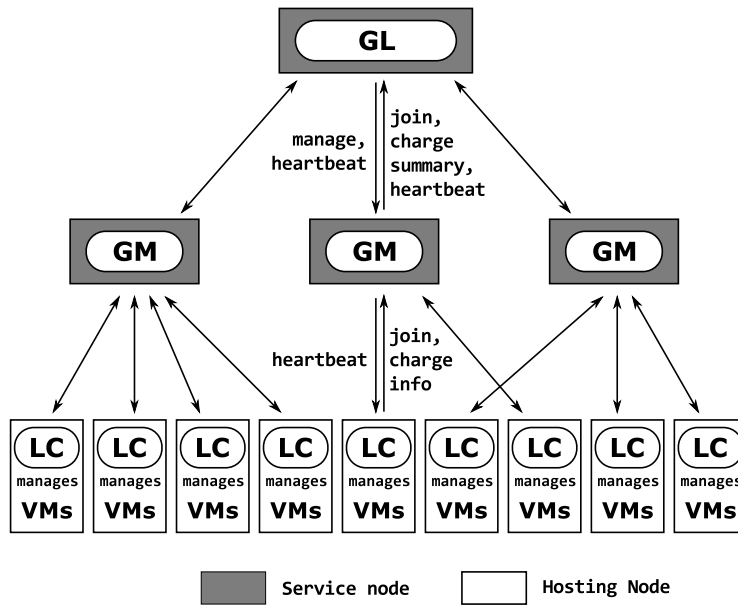 GL
manage,
heartbeat
join,
charge
summary,
heartbeat
GM GM GM
heartbeat
join,
charge
info
LC LC LC LC LC LC LC LC LC
manages manages manages manages manages manages manages manages manages
VMs VMs VMs VMs VMs VMs VMs VMs VMs
Service node Hosting Node